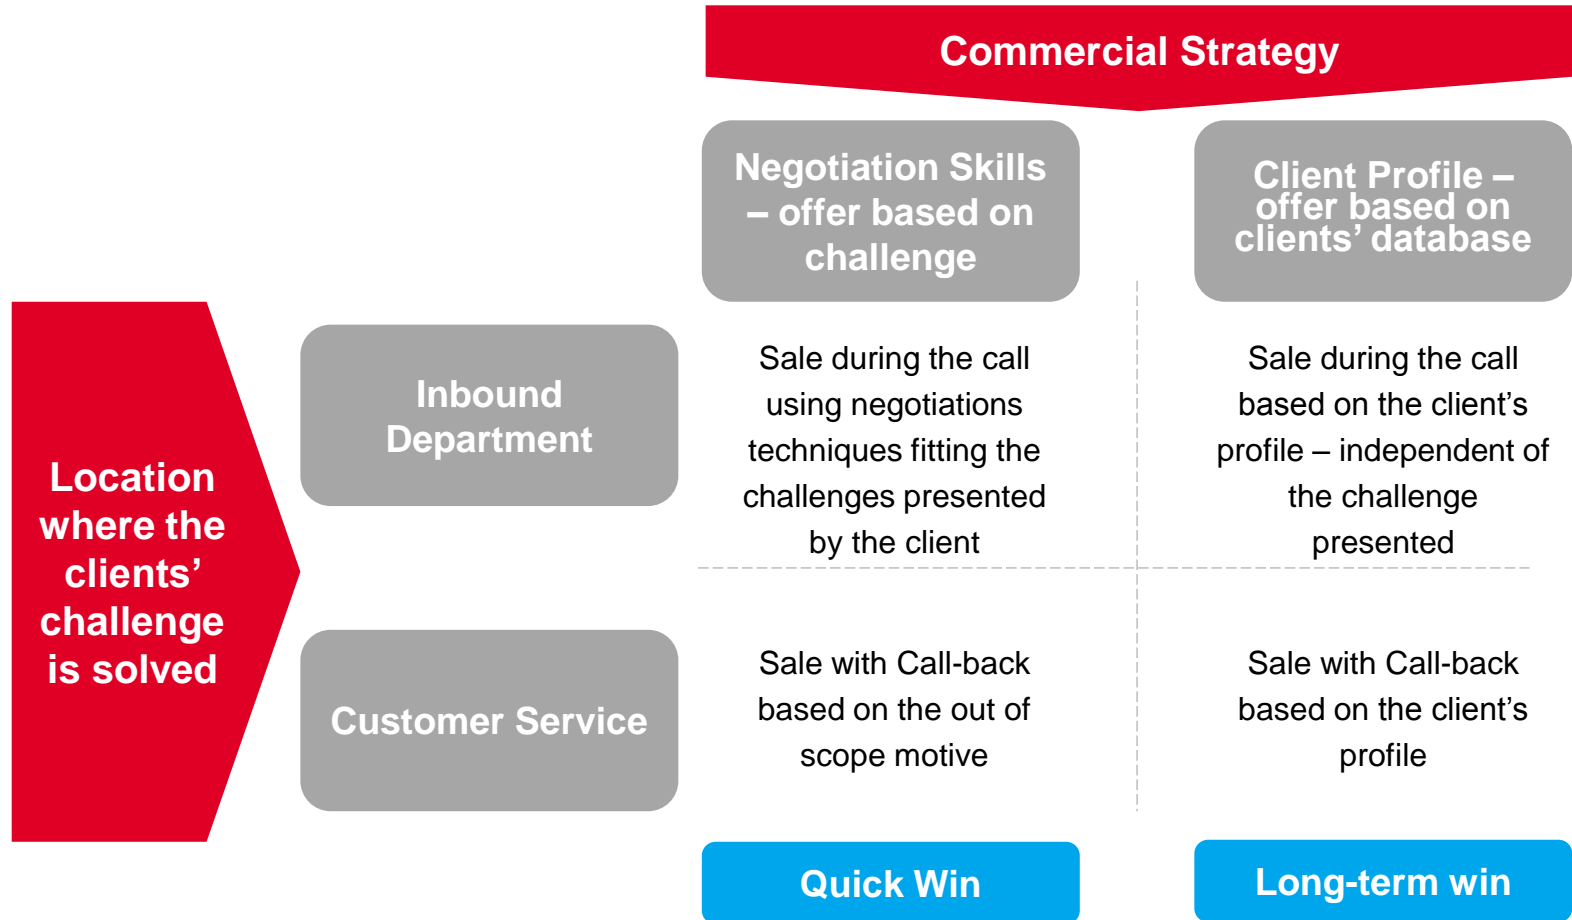 Commercial Strategy
Negotiation Skills
– offer based on
challenge
Client Profile –
offer based on
clients’ database
Location
where the
clients’
challenge
is solved
Inbound
Department
Sale during the call
using negotiations
techniques fitting the
challenges presented
by the client
Sale during the call
based on the client’s
profile – independent of
the challenge
presented
Customer Service
Sale with Call-back
based on the out of
scope motive
Sale with Call-back
based on the client’s
profile
Quick Win
Long-term win